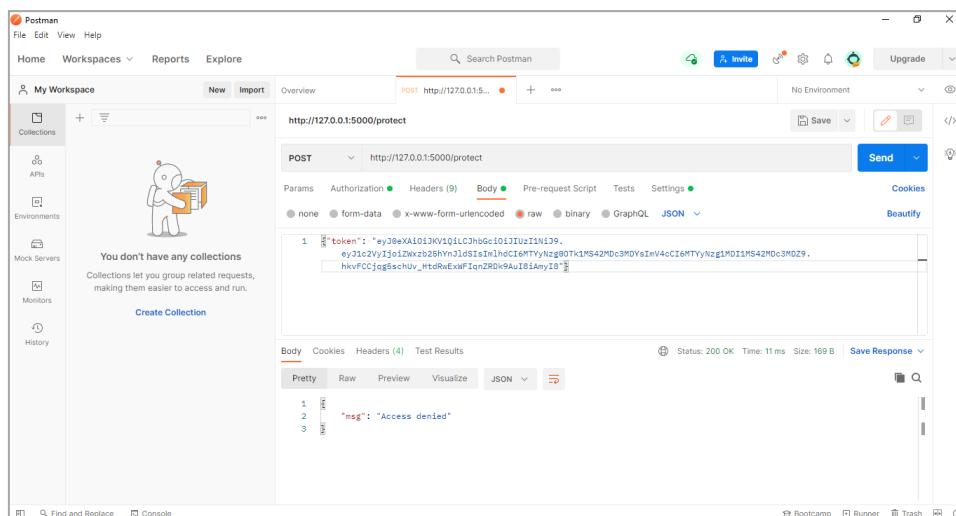 Postman
File Edit View Help
Home Workspaces Reports Explore Search Postman Invite Upgrade
My Workspace New Import Overview POST http://127.0.0.1:5... No Environment
Collections
http://127.0.0.1:5000/protect Save
APIs
POST http://127.0.0.1:5000/protect Send
Params Authorization Headers (9) Body Pre-request Script Tests Settings Cookies
Environments
none form-data x-www-form-urlencoded raw binary GraphQL JSON Beautify
Mock Servers
1 {"token": "eyJ0eXAiOiJKV1QiLCJhbGciOiJIUzI1NiJ9.
You don't have any collections
Collections let you group related requests,
making them easier to access and run.
Monitors
Create Collection
History
Body Cookies Headers (4) Test Results Status: 200 OK Time: 11 ms Size: 169 B Save Response
Pretty Raw Preview Visualize JSON
1 {
2 "msg": "Access denied"
3 }
Find and Replace Console Bootcamp Runner Trash